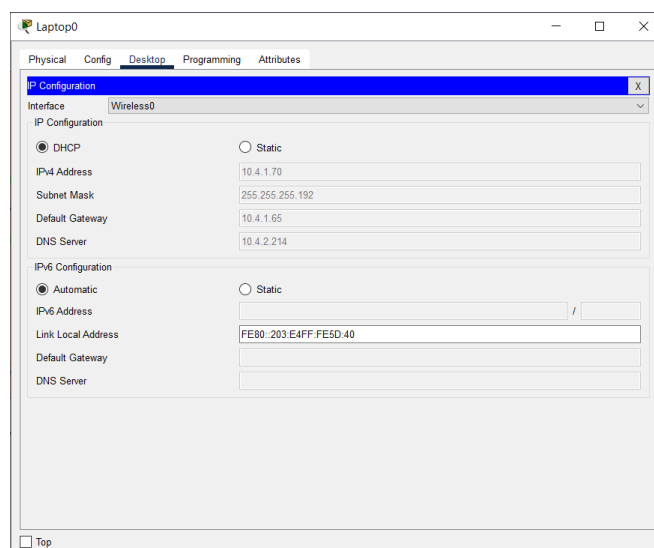 Laptop0
Physical Config Desktop Programming Attributes
IP Configuration X
Interface Wireless0
IP Configuration
DHCP Static
IPv4 Address 10.4.1.70
Subnet Mask 255.255.255.192
Default Gateway 10.4.1.65
DNS Server 10.4.2.214
IPv6 Configuration
Automatic Static
IPv6 Address /
Link Local Address FE80::203:E4FF:FE5D:40
Default Gateway
DNS Server
Top